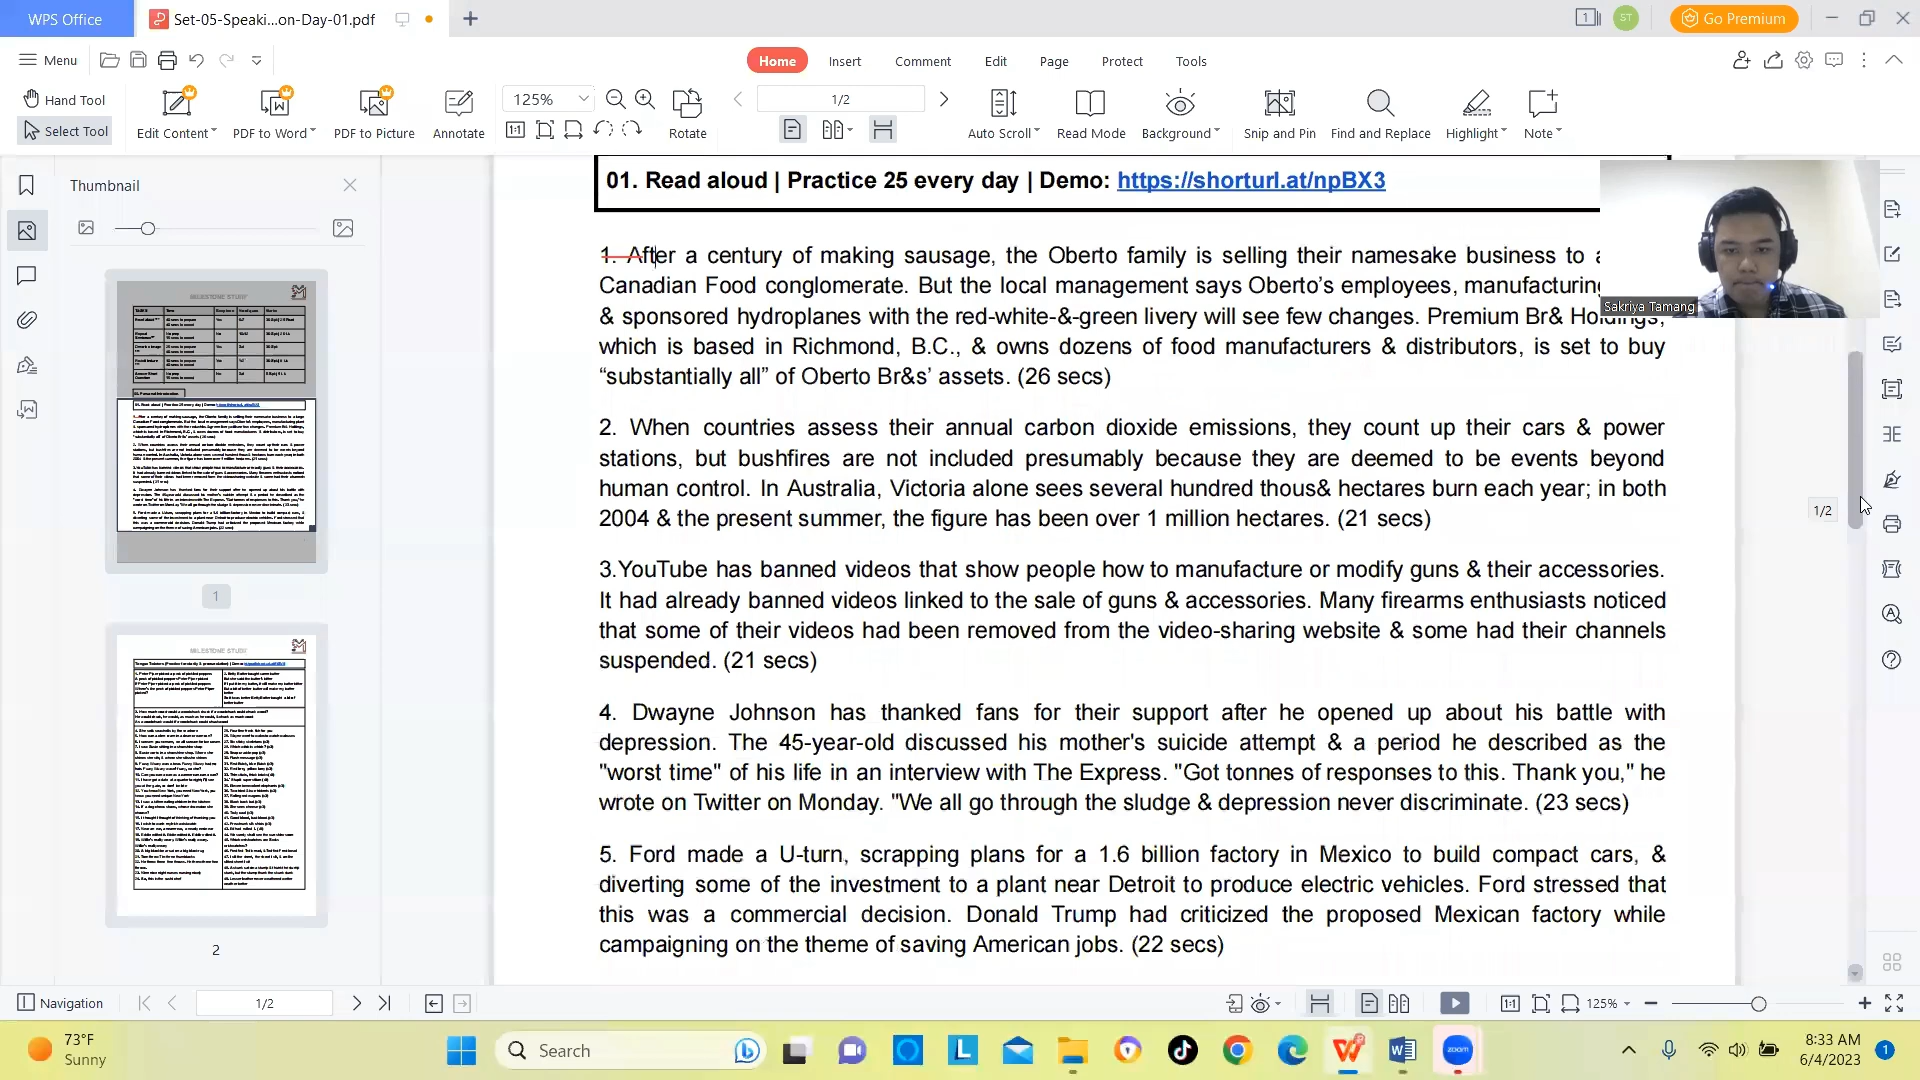 WPS Office
Set-05-Speaki...on-Day-01.pdf
1
ST
Go Premium
Menu
Home
Insert
Comment
Edit
Page
Protect
Tools
Hand Tool
Select Tool
Edit Content
PDF to Word
PDF to Picture
Annotate
125%
Rotate
1/2
Auto Scroll
Read Mode
Background
Snip and Pin
Find and Replace
Highlight
Note
Thumbnail
MILESTONE STUDY
1
MILESTONE STUDY
2
01. Read aloud | Practice 25 every day | Demo: https://shorturl.at/npBX3
1. After a century of making sausage, the Oberto family is selling their namesake business to a
Canadian Food conglomerate. But the local management says Oberto's employees, manufacturing
& sponsored hydroplanes with the red-white-&-green livery will see few changes. Premium Br& Holdings,
which is based in Richmond, B.C., & owns dozens of food manufacturers & distributors, is set to buy
“substantially all” of Oberto Br&s’ assets. (26 secs)
2. When countries assess their annual carbon dioxide emissions, they count up their cars & power
stations, but bushfires are not included presumably because they are deemed to be events beyond
human control. In Australia, Victoria alone sees several hundred thous& hectares burn each year; in both
2004 & the present summer, the figure has been over 1 million hectares. (21 secs)
3.YouTube has banned videos that show people how to manufacture or modify guns & their accessories.
It had already banned videos linked to the sale of guns & accessories. Many firearms enthusiasts noticed
that some of their videos had been removed from the video-sharing website & some had their channels
suspended. (21 secs)
4. Dwayne Johnson has thanked fans for their support after he opened up about his battle with
depression. The 45-year-old discussed his mother's suicide attempt & a period he described as the
"worst time" of his life in an interview with The Express. "Got tonnes of responses to this. Thank you," he
wrote on Twitter on Monday. "We all go through the sludge & depression never discriminate. (23 secs)
5. Ford made a U-turn, scrapping plans for a 1.6 billion factory in Mexico to build compact cars, &
diverting some of the investment to a plant near Detroit to produce electric vehicles. Ford stressed that
this was a commercial decision. Donald Trump had criticized the proposed Mexican factory while
campaigning on the theme of saving American jobs. (22 secs)
Sakriya Tamang
1/2
Navigation
1/2
125%
73°F
Sunny
Search
zoom
8:33 AM
6/4/2023
1